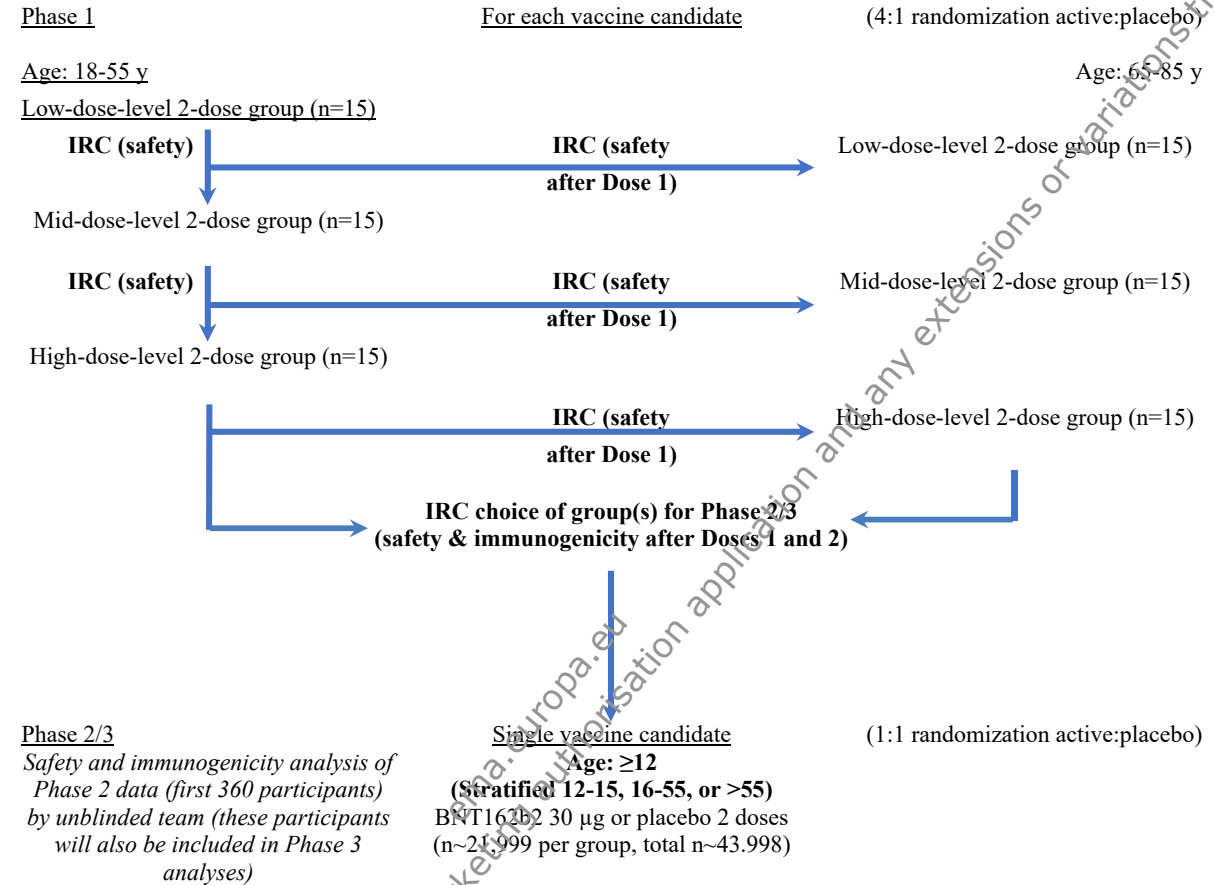 Phase 1 For each vaccine candidate (4:1 randomization active:placebo)
Age: 18-55 y Age: 65-85 y
Low-dose-level 2-dose group (n=15)
IRC (safety) IRC (safety Low-dose-level 2-dose group (n=15)
after Dose 1)
Mid-dose-level 2-dose group (n=15)
IRC (safety) IRC (safety Mid-dose-level 2-dose group (n=15)
after Dose 1)
High-dose-level 2-dose group (n=15)
IRC (safety High-dose-level 2-dose group (n=15)
after Dose 1)
IRC choice of group(s) for Phase 2/3
(safety & immunogenicity after Doses 1 and 2)
Phase 2/3 Single vaccine candidate (1:1 randomization active:placebo)
Safety and immunogenicity analysis of Age: ≥12
Phase 2 data (first 360 participants) (Stratified 12-15, 16-55, or >55)
by unblinded team (these participants BNT162b2 30 µg or placebo 2 doses
will also be included in Phase 3 (n~21,999 per group, total n~43.998)
analyses)
ema.europa.eu
keting authorisation application and any extensions or variations